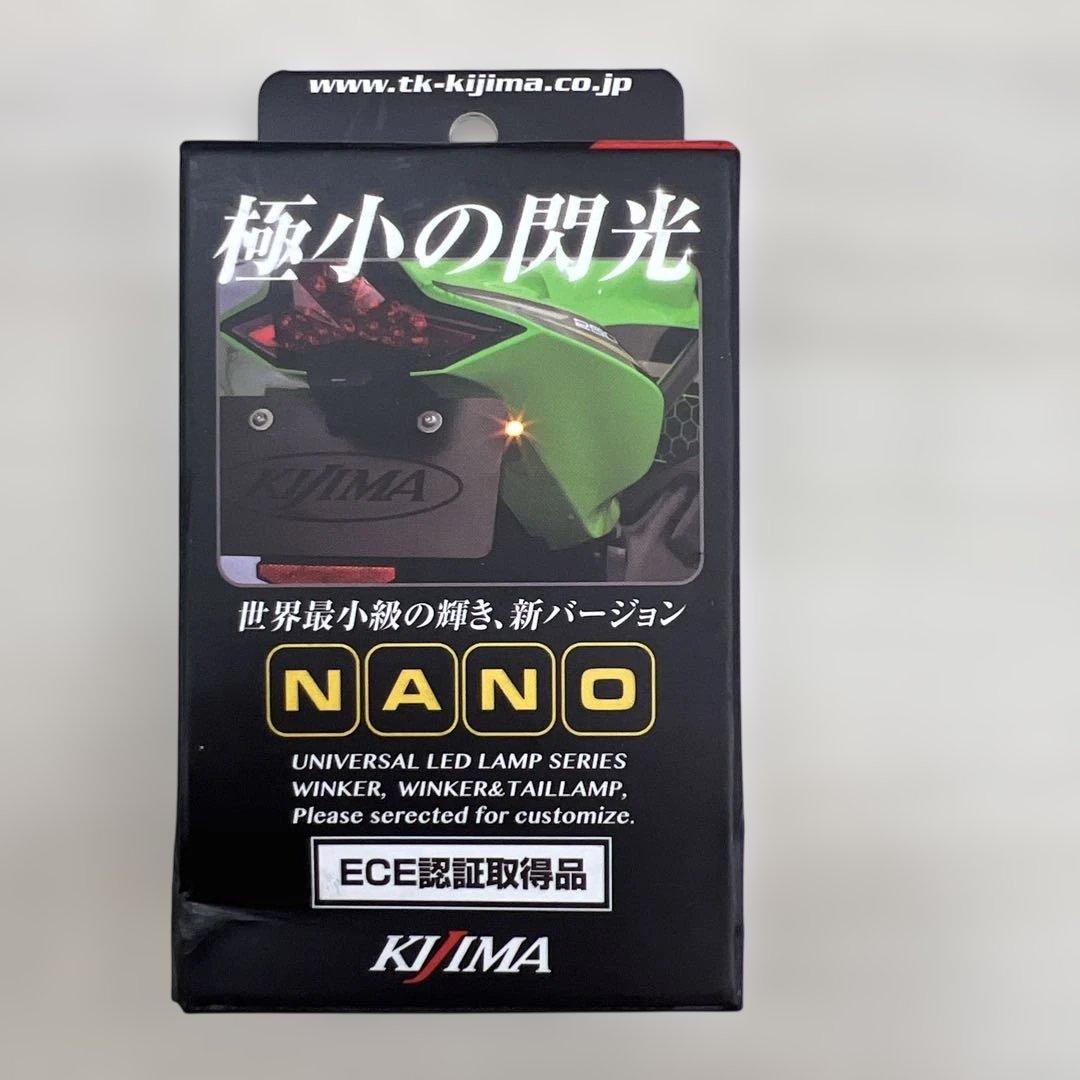 www.tk-kijima.co.jp
極小の閃光
KIJIMA
世界最小級の輝き、新バージョン
NANO
UNIVERSAL LED LAMP SERIES
WINKER, WINKER&TAILLAMP,
Please serected for customize.
ECE認証取得品
KIJIMA